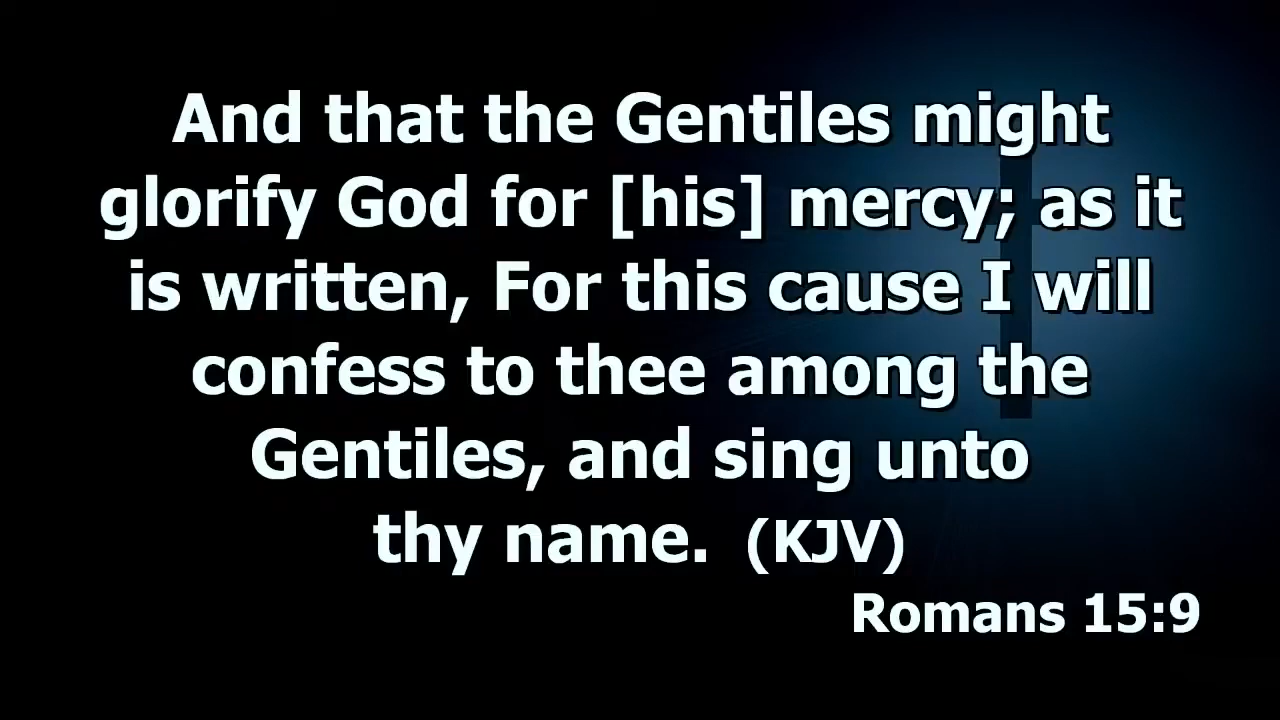 And that the Gentiles might
glorify God for [his] mercy; as it
is written, For this cause I will
confess to thee among the
Gentiles, and sing unto
thy name. (KJV)
Romans 15:9